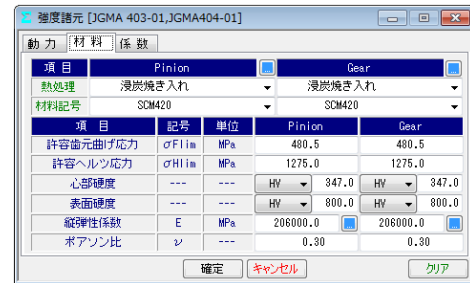 強度諸元 [JGMA 403-01,JGMA404-01]
動 力 材 料 係 数
項 目 Pinion ... Gear ...
熱処理 浸炭焼き入れ 浸炭焼き入れ
材料記号 SCM420 SCM420
項 目 記号 単位 Pinion Gear
許容歯元曲げ応力 σFlim MPa 480.5 480.5
許容ヘルツ応力 σHlim MPa 1275.0 1275.0
心部硬度 --- --- HV 347.0 HV 347.0
表面硬度 --- --- HV 800.0 HV 800.0
縦弾性係数 E MPa 206000.0 ... 206000.0 ...
ポアソン比 ν --- 0.30 0.30
確定 キャンセル クリア